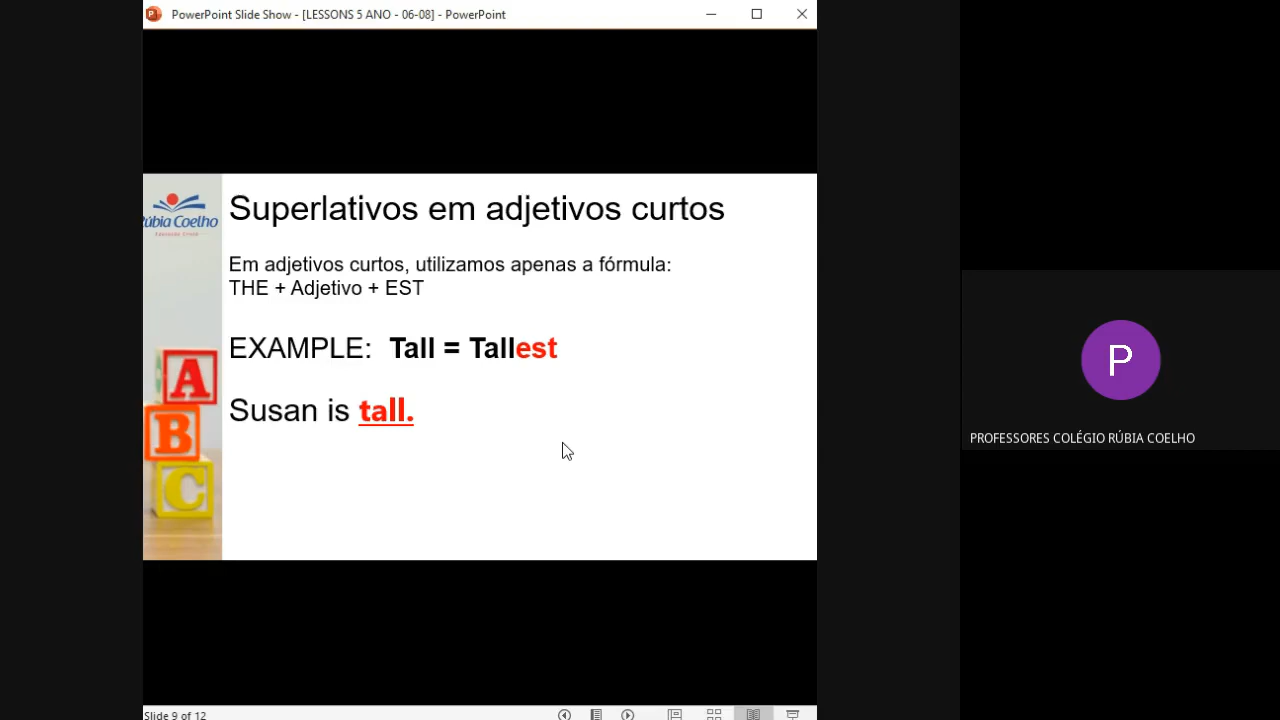 PowerPoint Slide Show - [LESSONS 5 ANO - 06-08] - PowerPoint
Rúbia Coelho
Superlativos em adjetivos curtos
Em adjetivos curtos, utilizamos apenas a fórmula:
THE + Adjetivo + EST
EXAMPLE: Tall = Tallest
Susan is tall.
A
B
C
P
PROFESSORES COLÉGIO RÚBIA COELHO
Slide 9 of 12